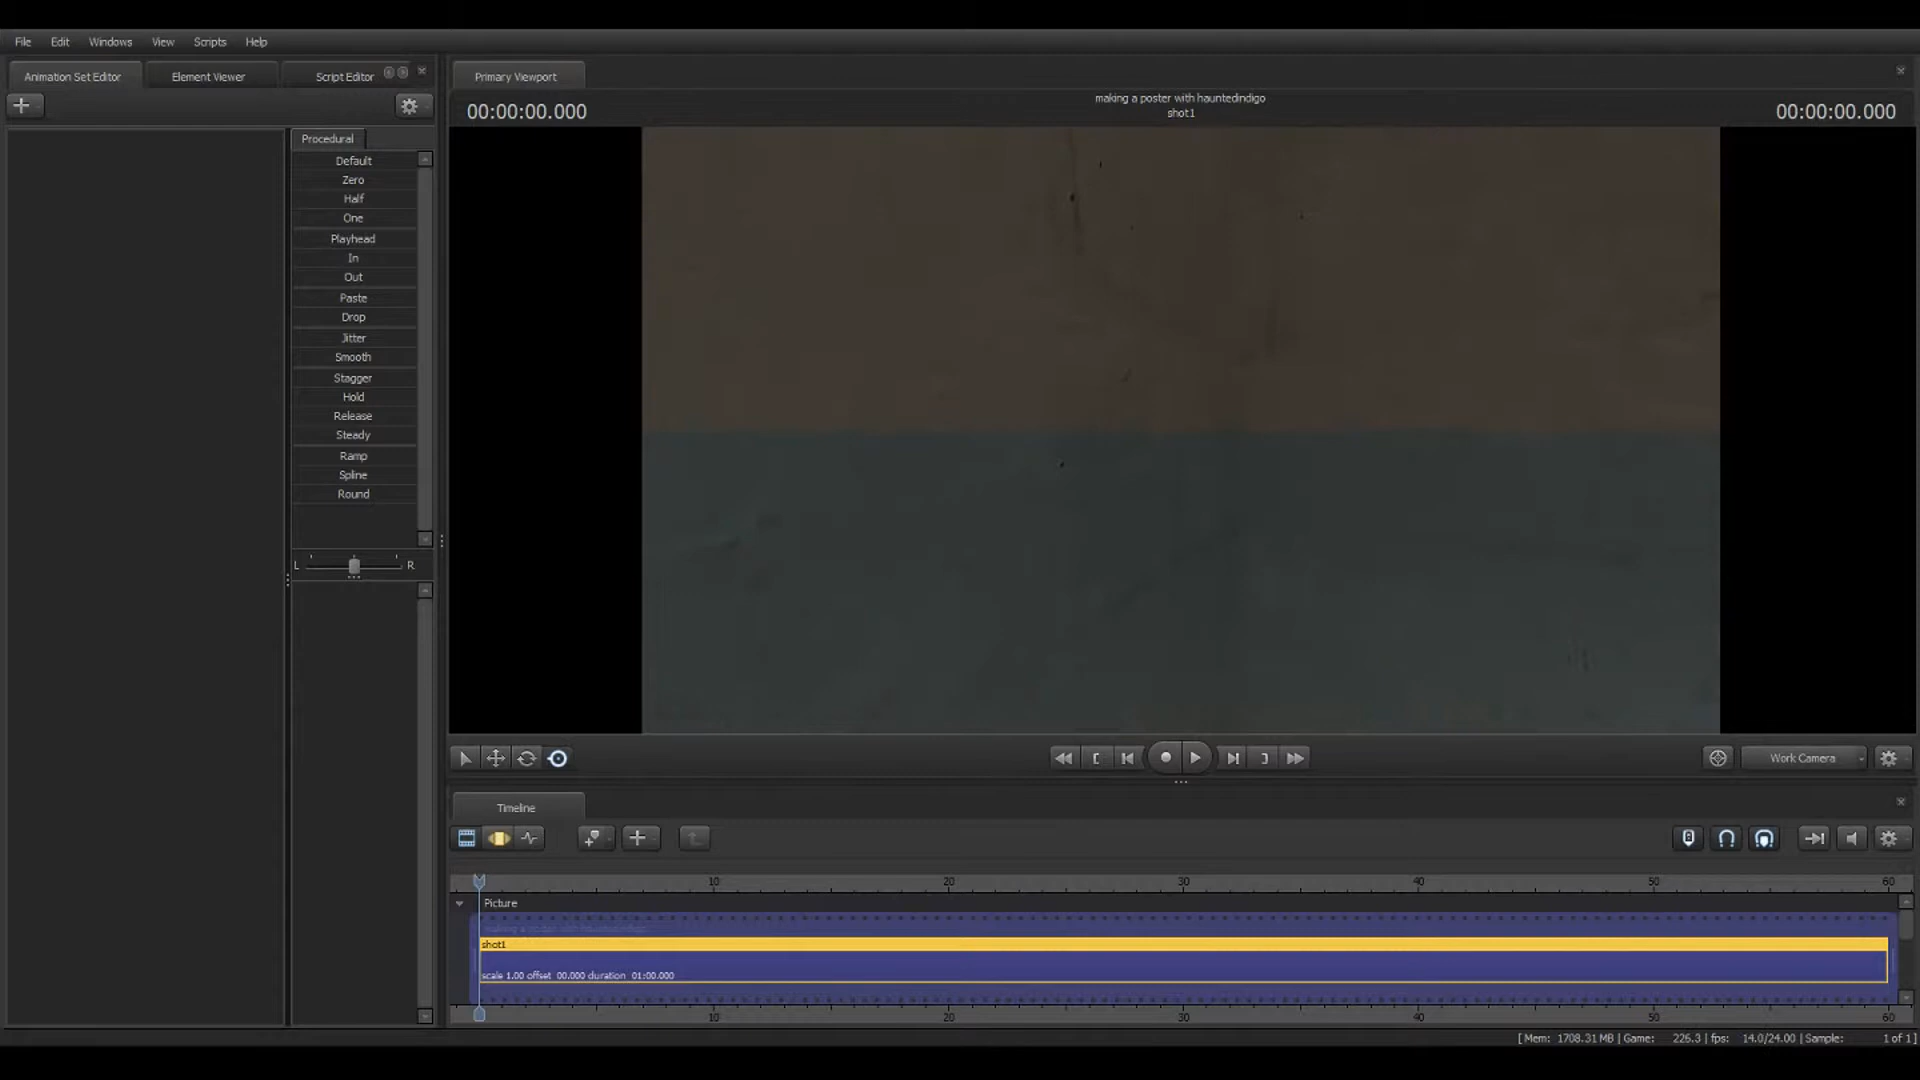 File Edit Windows View Scripts Help
Animation Set Editor Element Viewer Script Editor
Primary Viewport
00:00:00.000
making a poster with hauntedindigo
shot1
00:00:00.000
Procedural
Default
Zero
Half
One
Playhead
In
Out
Paste
Drop
Jitter
Smooth
Stagger
Hold
Release
Steady
Ramp
Spline
Round
L R
Work Camera
Timeline
10 20 30 40 50 60
Picture
making a poster with hauntedindigo
shot1
scale 1.00 offset 00.000 duration 01:00.000
10 20 30 40 50 60
[ Mem: 1708.31 MB | Game: 226.3 | fps: 14.0/24.00 | Sample: 1 of 1 ]